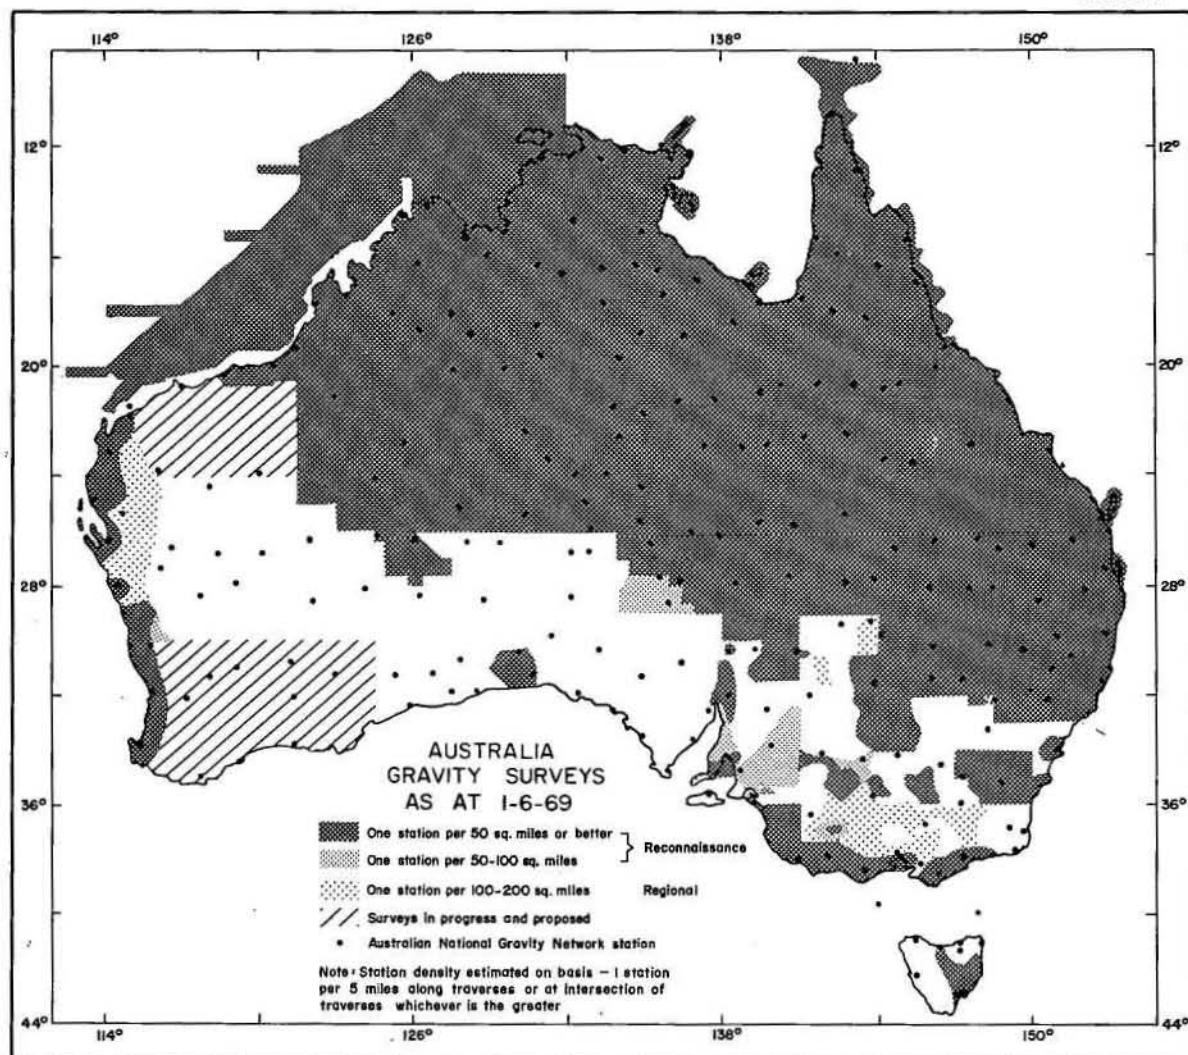 114° 126° 138° 150°
12° 12°
20° 20°
28° 28°
36° 36°
44° 44°
114° 126° 138° 150°
AUSTRALIA
GRAVITY SURVEYS
AS AT 1-6-69
One station per 50 sq. miles or better
Reconnaissance
One station per 50-100 sq. miles
One station per 100-200 sq. miles Regional
Surveys in progress and proposed
Australian National Gravity Network station
Note: Station density estimated on basis – 1 station
per 5 miles along traverses or at intersection of
traverses whichever is the greater